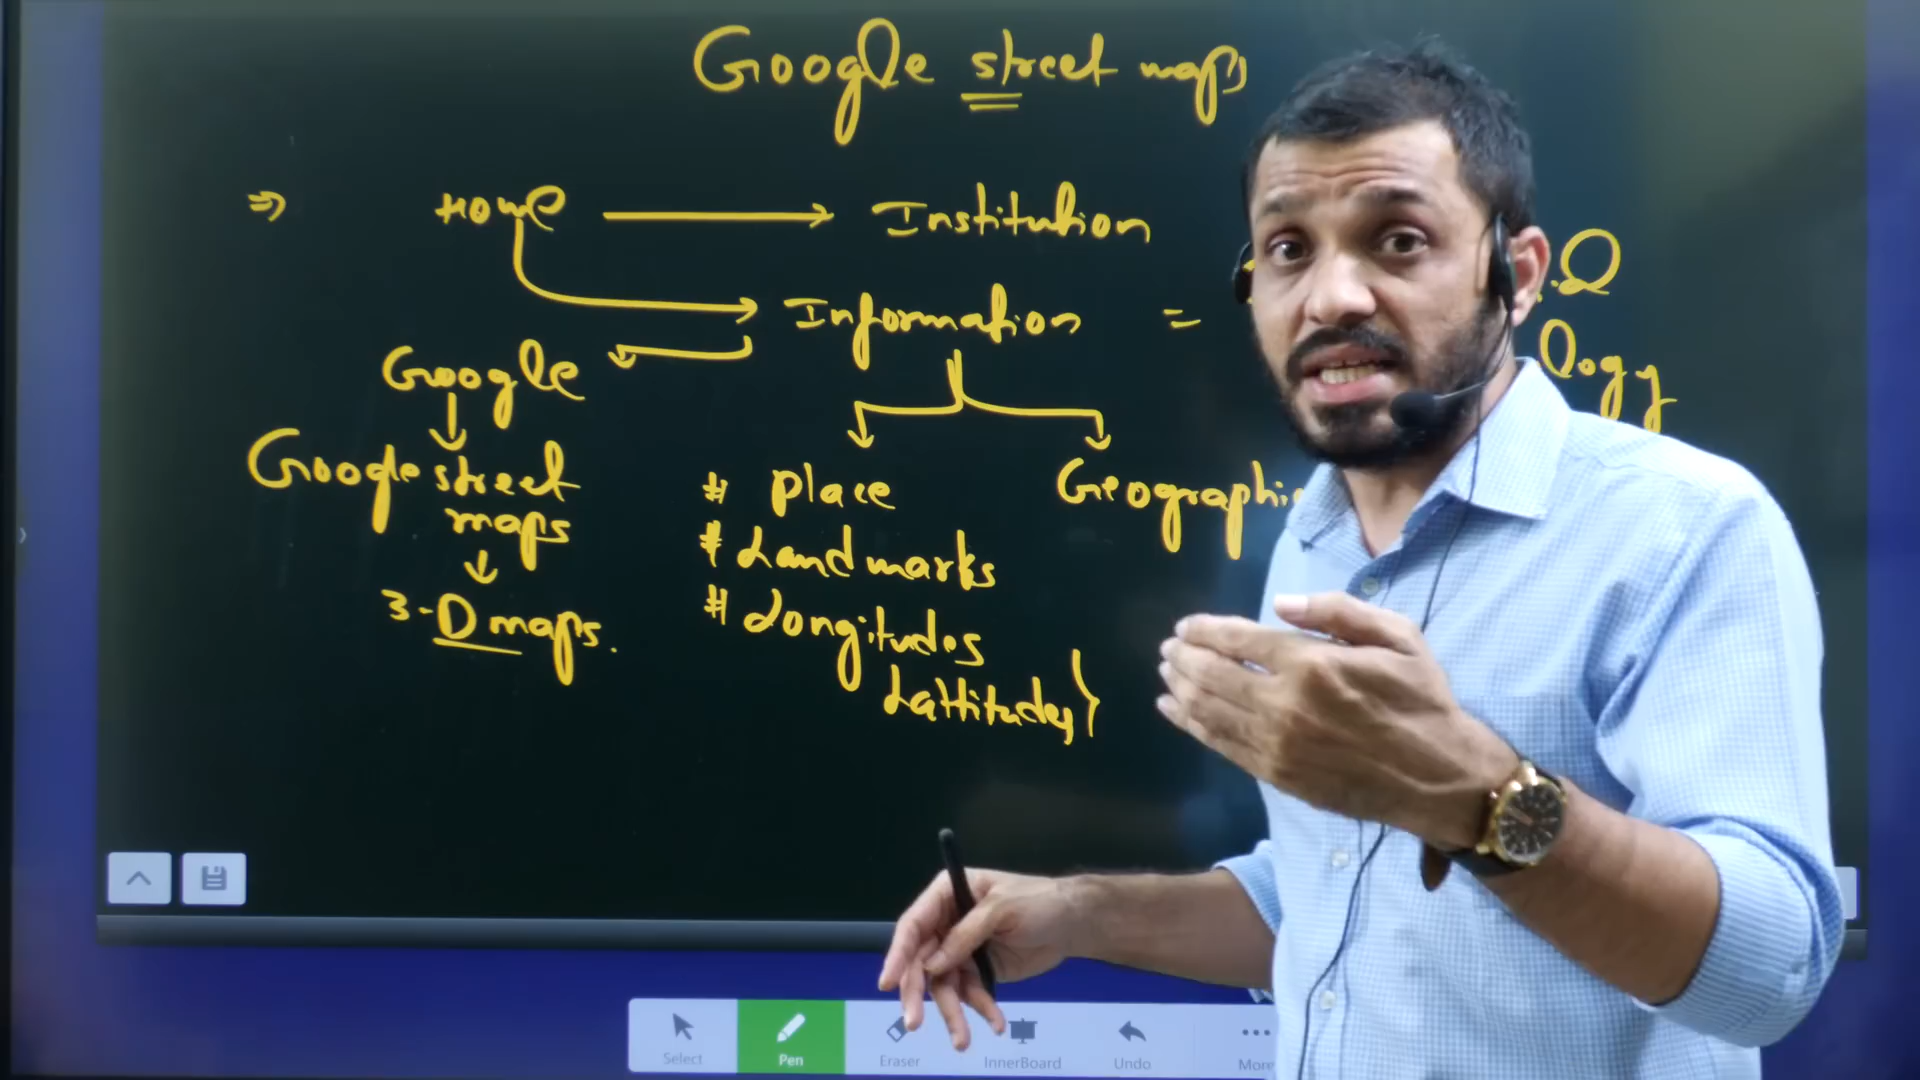 Google street maps
⇒ Home → Institution
Information =
Google
Google street
maps
3-D maps.
# place
# Landmarks
# Longitudes
Lattitudes}
Geographi
Select
Pen
Eraser
InnerBoard
Undo
More